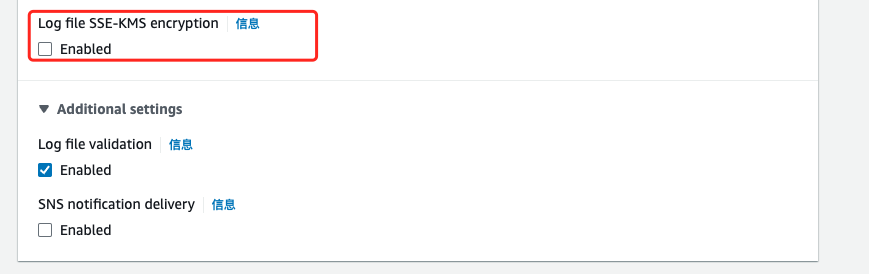 Log file SSE-KMS encryption 信息
Enabled
Additional settings
Log file validation 信息
Enabled
SNS notification delivery 信息
Enabled